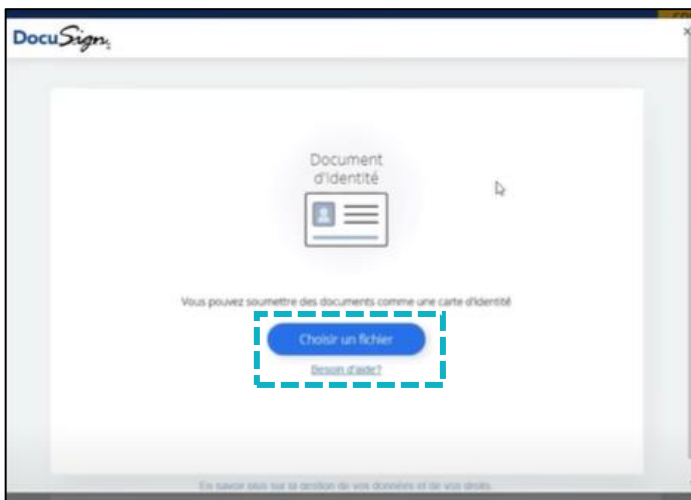 DocuSign
Document
d'identité
Vous pouvez soumettre des documents comme une carte d'identité
Choisir un fichier
Besoin d'aide?
En savoir plus sur la gestion de vos données et de vos droits.